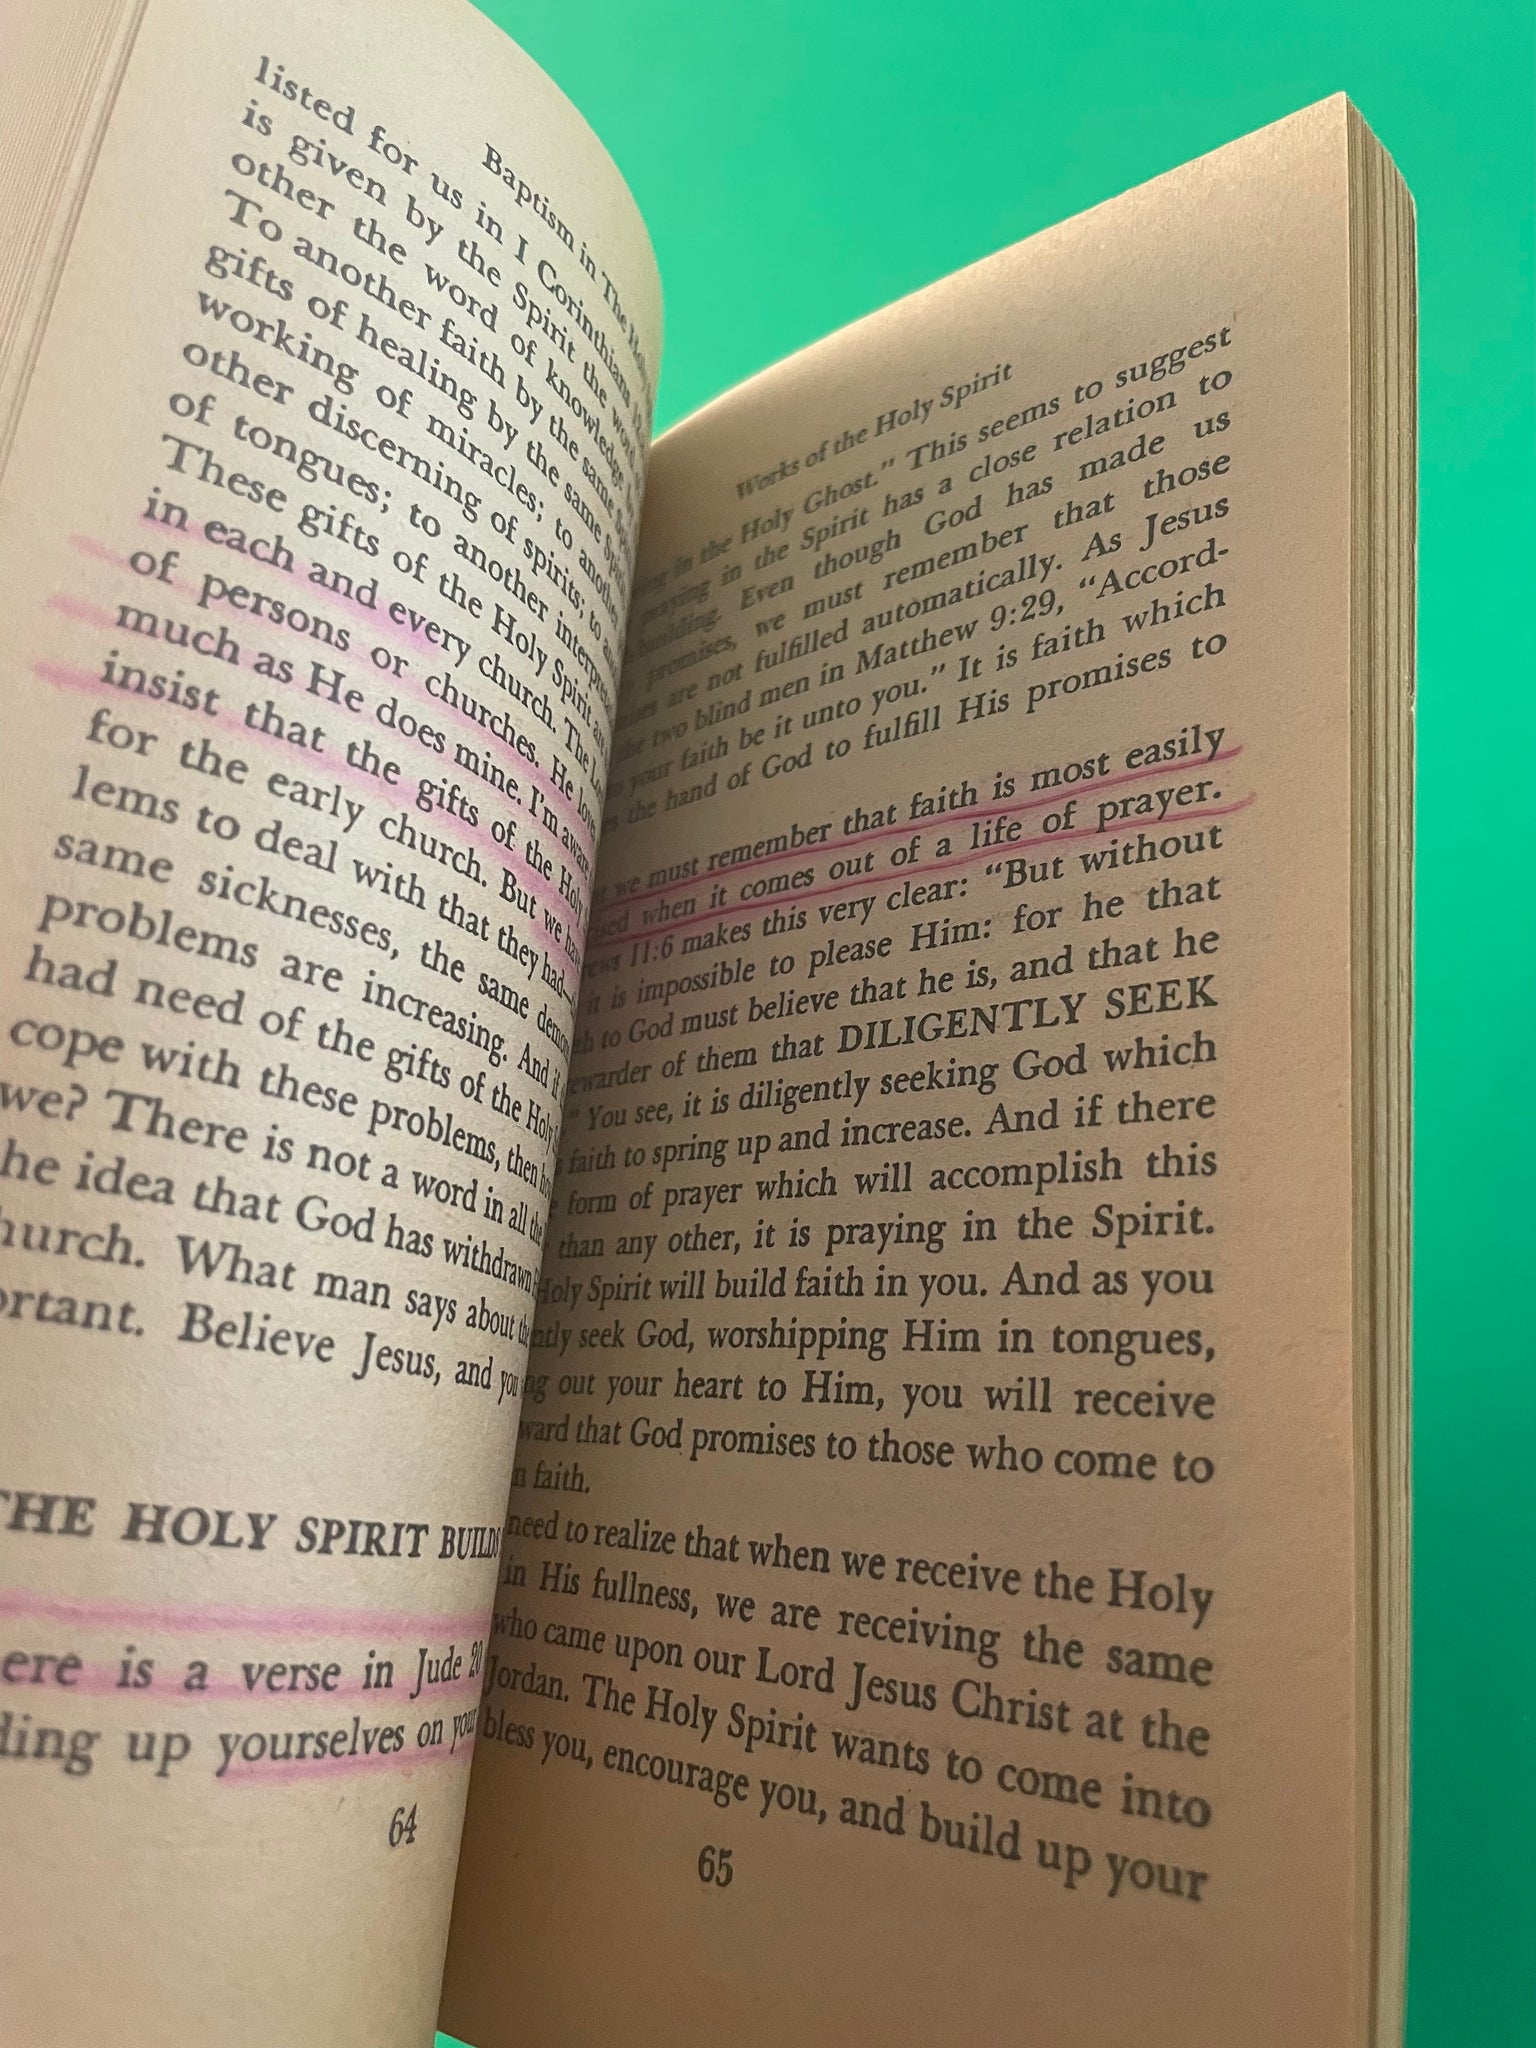 Baptism in The Holy
listed for us in I Corinthians
is given by the Spirit the word
other the word of knowledge
To another faith by the same
gifts of healing by the same Spirit
working of miracles; to another
other discerning of spirits; to
of tongues; to another
These gifts of the Holy Spirit
in each and every church. The
of persons or churches. He
much as He does mine. I'm aware
insist that the gifts of the Holy
for the early church. But we
lems to deal with that they had—
same sicknesses, the same
problems are increasing. And
had need of the gifts of the Holy
cope with these problems, then
we? There is not a word in all
he idea that God has withdrawn
hurch. What man says about
ortant. Believe Jesus, and
THE HOLY SPIRIT BUILDS
ere is a verse in Jude 20
ding up yourselves on
64
Works of the Holy Spirit
in the Holy Ghost." This seems to suggest
praying in the Spirit has a close relation to
building. Even though God has made us
promises, we must remember that those
are not fulfilled automatically. As Jesus
the two blind men in Matthew 9:29, "Accord-
your faith be it unto you." It is faith which
the hand of God to fulfill His promises to
we must remember that faith is most easily
when it comes out of a life of prayer.
11:6 makes this very clear: "But without
it is impossible to please Him: for he that
to God must believe that he is, and that he
ewarder of them that DILIGENTLY SEEK
" You see, it is diligently seeking God which
faith to spring up and increase. And if there
form of prayer which will accomplish this
than any other, it is praying in the Spirit.
Holy Spirit will build faith in you. And as you
ntly seek God, worshipping Him in tongues,
ng out your heart to Him, you will receive
ward that God promises to those who come to
n faith.
need to realize that when we receive the Holy
in His fullness, we are receiving the same
who came upon our Lord Jesus Christ at the
Jordan. The Holy Spirit wants to come into
bless you, encourage you, and build up your
65